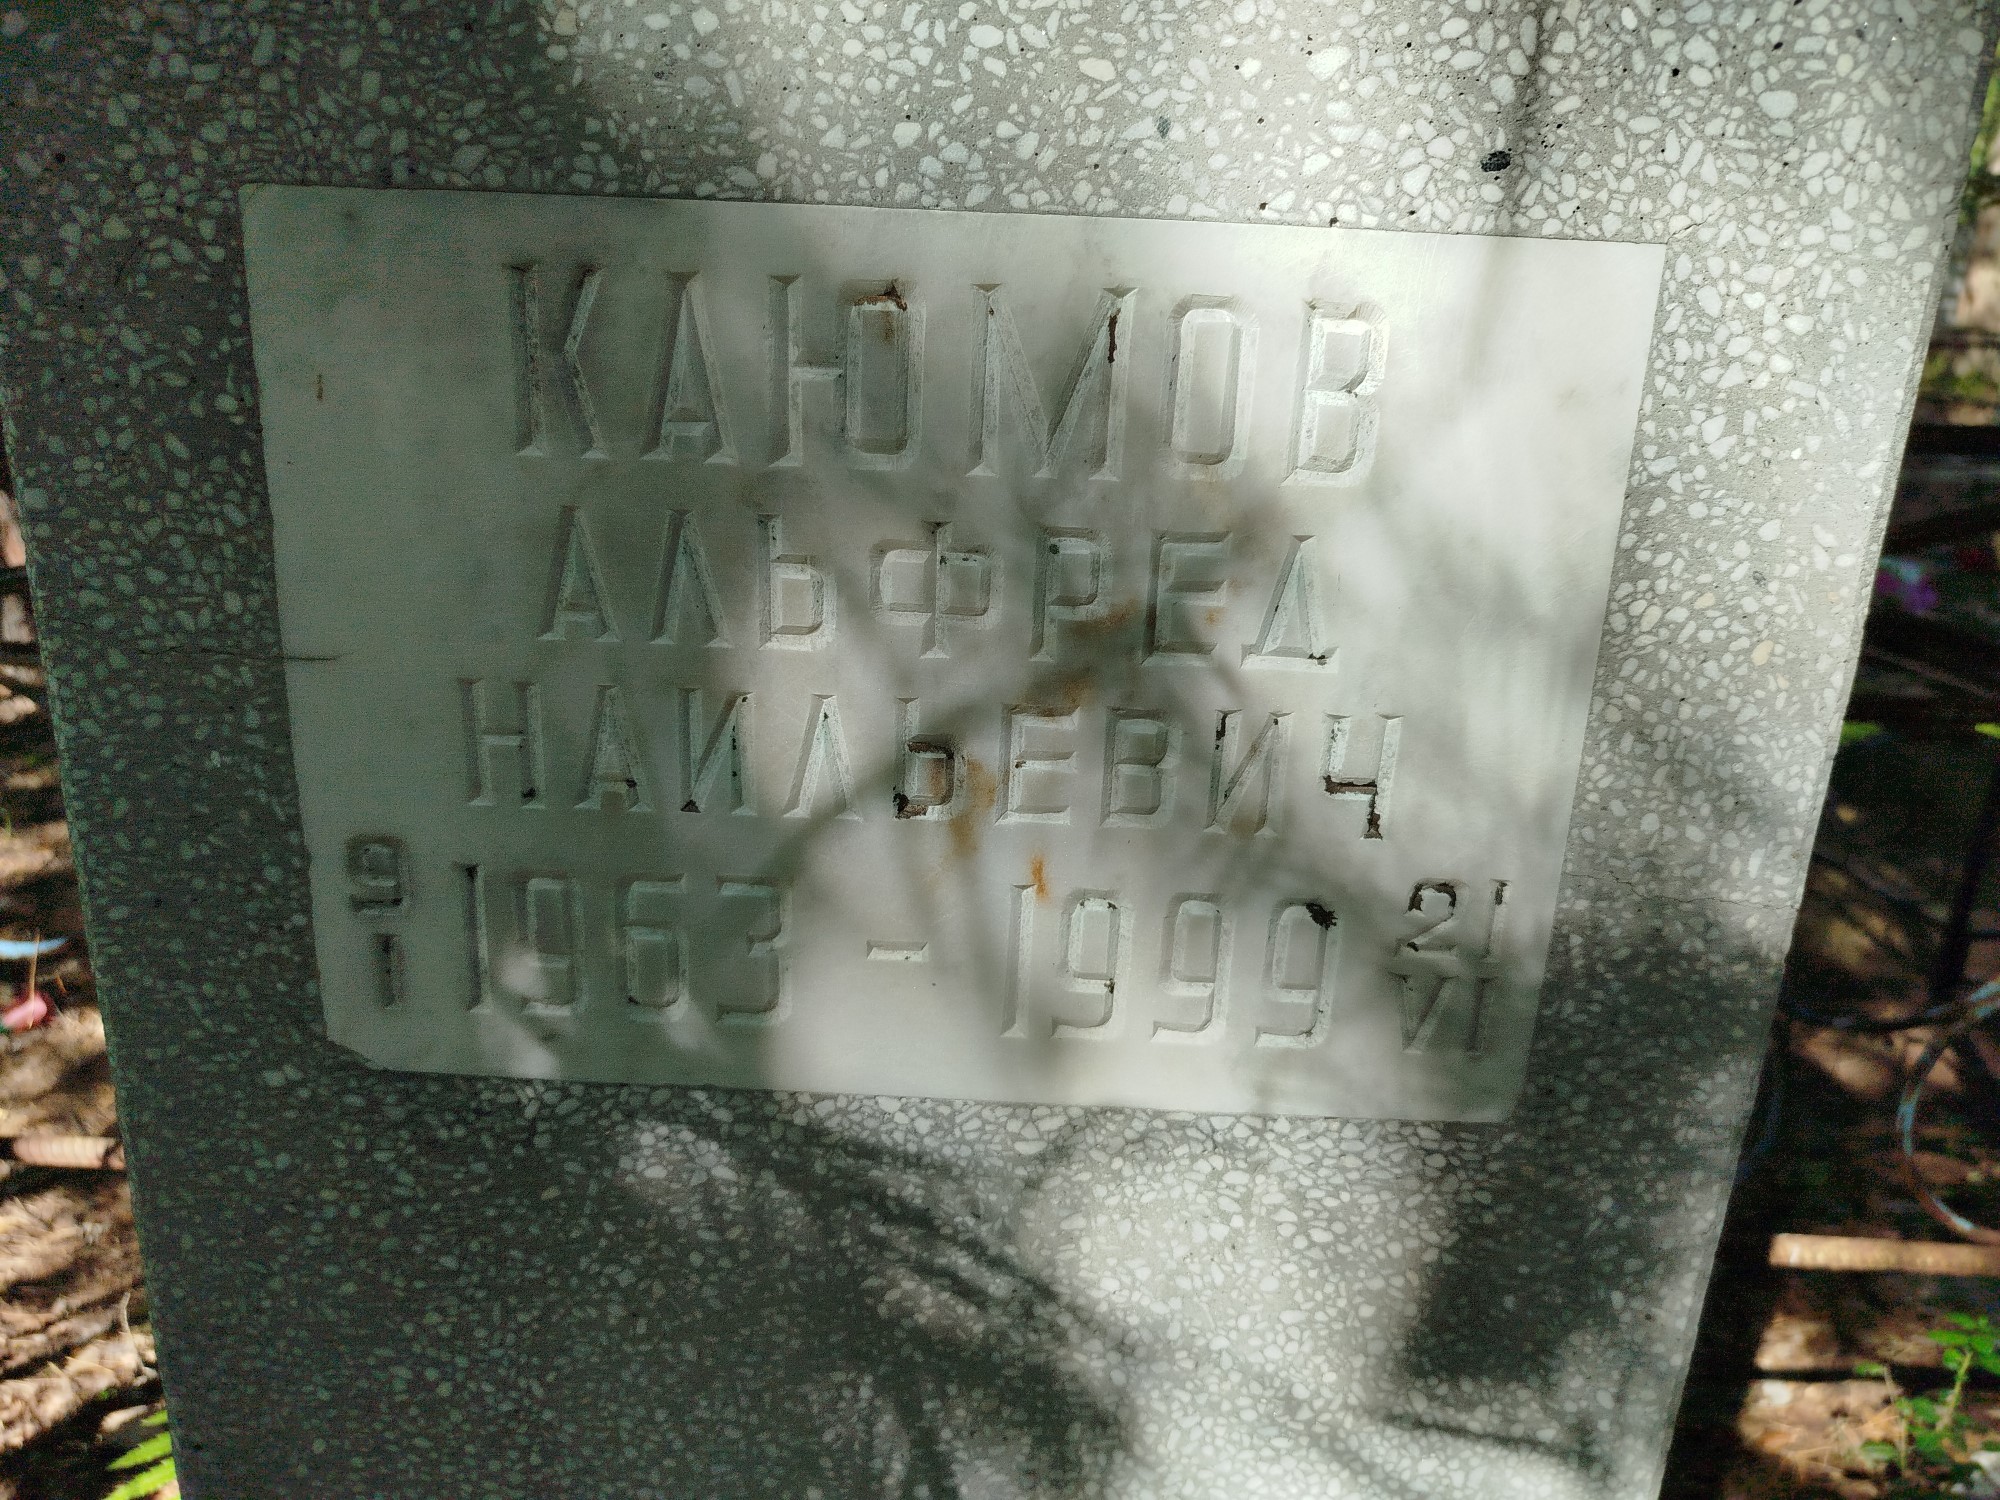 КАЮМОВ
АЛЬФРЕД
НАИЛЬЕВИЧ
9/I 1963 - 1999 21/VI